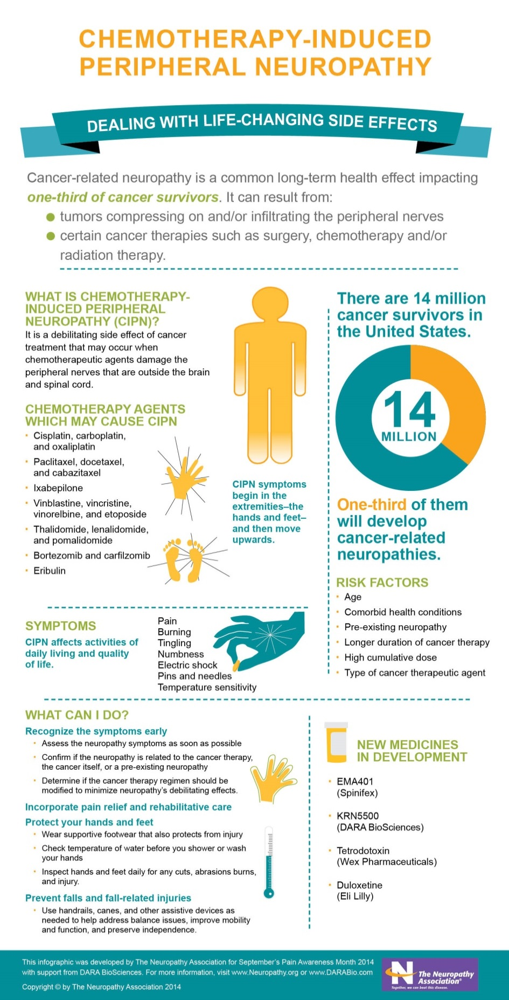 CHEMOTHERAPY-INDUCED
PERIPHERAL NEUROPATHY
DEALING WITH LIFE-CHANGING SIDE EFFECTS
Cancer-related neuropathy is a common long-term health effect impacting
one-third of cancer survivors. It can result from:
tumors compressing on and/or infiltrating the peripheral nerves
certain cancer therapies such as surgery, chemotherapy and/or
radiation therapy.
WHAT IS CHEMOTHERAPY-
INDUCED PERIPHERAL
NEUROPATHY (CIPN)?
It is a debilitating side effect of cancer
treatment that may occur when
chemotherapeutic agents damage the
peripheral nerves that are outside the brain
and spinal cord.
CHEMOTHERAPY AGENTS
WHICH MAY CAUSE CIPN
• Cisplatin, carboplatin,
and oxaliplatin
• Paclitaxel, docetaxel,
and cabazitaxel
• Ixabepilone
• Vinblastine, vincristine,
vinorelbine, and etoposide
• Thalidomide, lenalidomide,
and pomalidomide
• Bortezomib and carfilzomib
• Eribulin
CIPN symptoms
begin in the
extremities–the
hands and feet–
and then move
upwards.
There are 14 million
cancer survivors in
the United States.
14
MILLION
One-third of them
will develop
cancer-related
neuropathies.
RISK FACTORS
• Age
• Comorbid health conditions
• Pre-existing neuropathy
• Longer duration of cancer therapy
• High cumulative dose
• Type of cancer therapeutic agent
SYMPTOMS
CIPN affects activities of
daily living and quality
of life.
Pain
Burning
Tingling
Numbness
Electric shock
Pins and needles
Temperature sensitivity
WHAT CAN I DO?
Recognize the symptoms early
• Assess the neuropathy symptoms as soon as possible
• Confirm if the neuropathy is related to the cancer therapy,
the cancer itself, or a pre-existing neuropathy
• Determine if the cancer therapy regimen should be
modified to minimize neuropathy's debilitating effects.
Incorporate pain relief and rehabilitative care
Protect your hands and feet
• Wear supportive footwear that also protects from injury
• Check temperature of water before you shower or wash
your hands
• Inspect hands and feet daily for any cuts, abrasions burns,
and injury.
Prevent falls and fall-related injuries
• Use handrails, canes, and other assistive devices as
needed to help address balance issues, improve mobility
and function, and preserve independence.
NEW MEDICINES
IN DEVELOPMENT
• EMA401
(Spinifex)
• KRN5500
(DARA BioSciences)
• Tetrodotoxin
(Wex Pharmaceuticals)
• Duloxetine
(Eli Lilly)
This infographic was developed by The Neuropathy Association for September's Pain Awareness Month 2014
with support from DARA BioSciences. For more information, visit www.Neuropathy.org or www.DARABio.com
Copyright © by The Neuropathy Association 2014
N
The Neuropathy
Association®
Together, we can beat this disease.